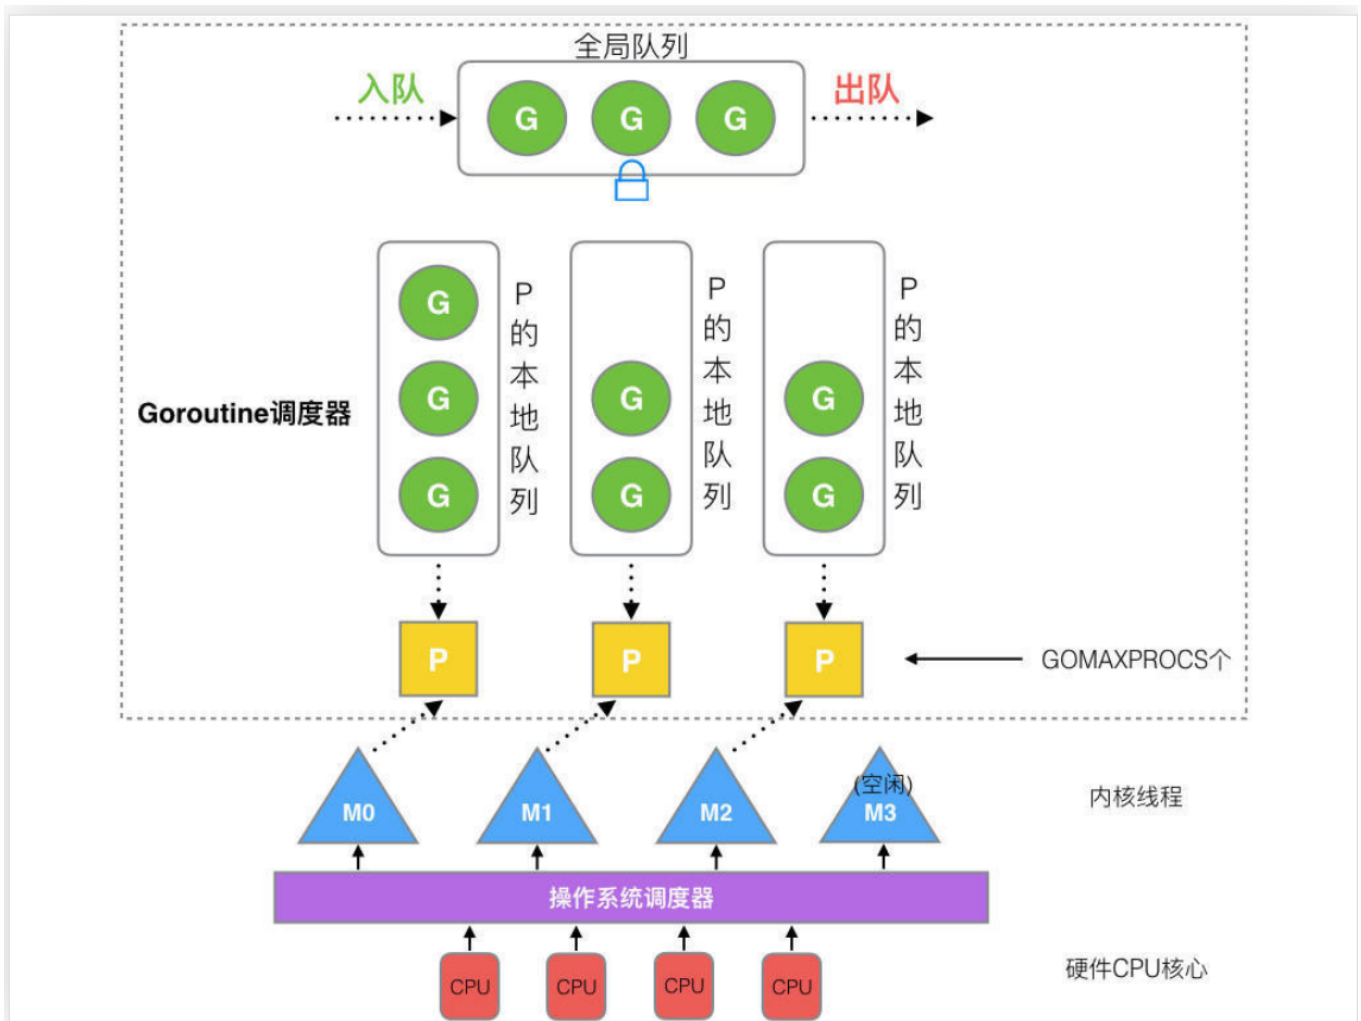 全局队列
入队
出队
G G G
G
G G G
G G G
P的本地队列
P的本地队列
P的本地队列
Goroutine调度器
P P P
GOMAXPROCS个
M0 M1 M2 (空闲) M3
内核线程
操作系统调度器
CPU CPU CPU CPU
硬件CPU核心